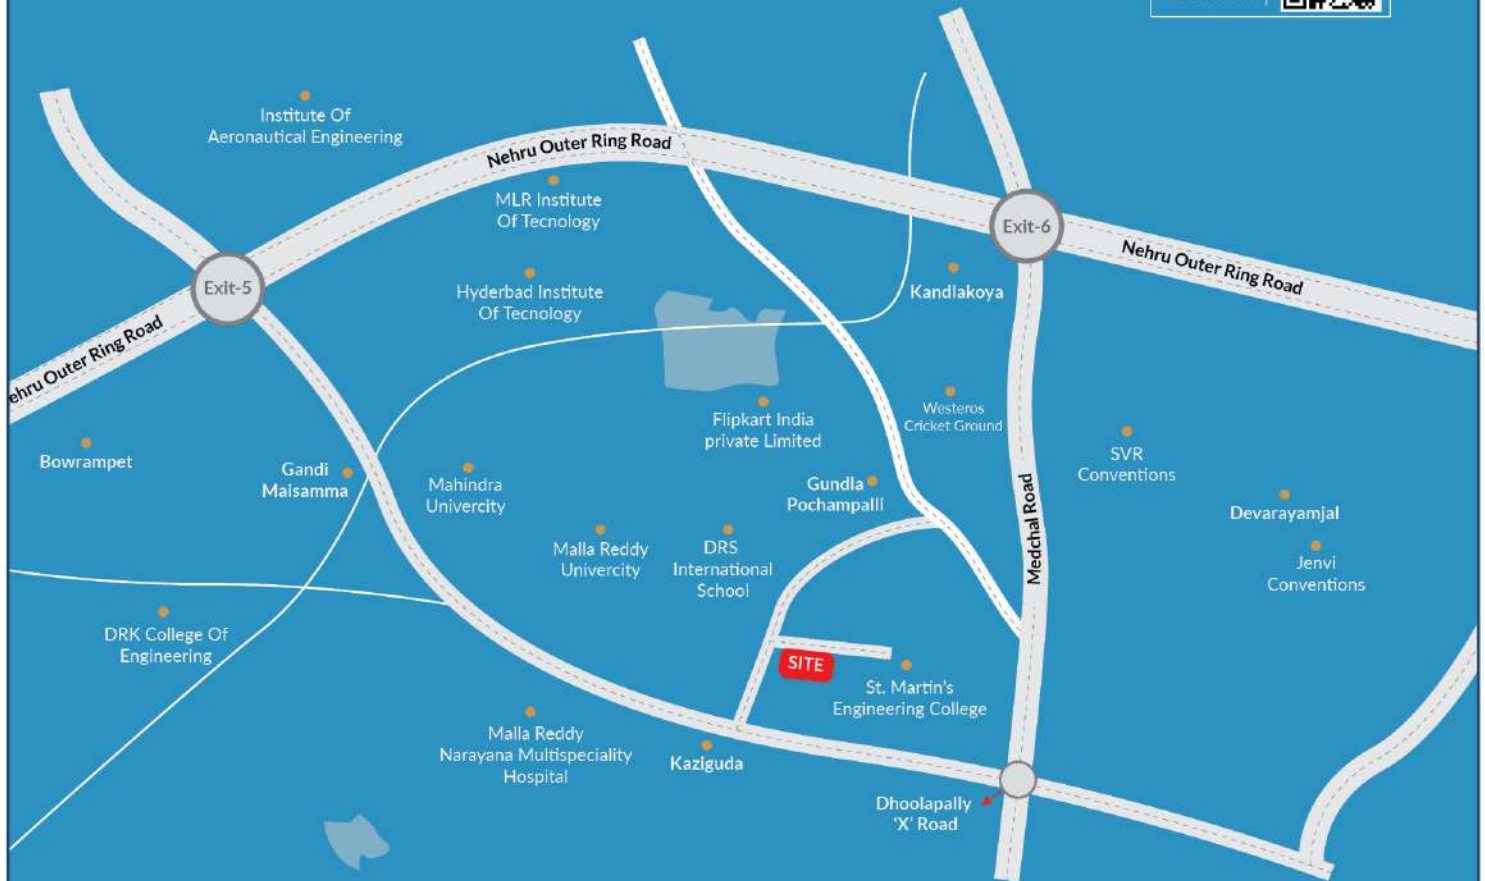 Institute Of
Aeronautical Engineering
Nehru Outer Ring Road
MLR Institute
Of Tecnology
Exit-6
Nehru Outer Ring Road
Exit-5
Hyderbad Institute
Of Tecnology
Kandlakoya
ehru Outer Ring Road
Flipkart India
private Limited
Westeros
Cricket Ground
Bowrampet
Gandi
Maisamma
Mahindra
Univercity
Gundla
Pochampalli
Medchal Road
SVR
Conventions
Devarayamjal
Malla Reddy
Univercity
DRS
International
School
Jenvi
Conventions
DRK College Of
Engineering
SITE
St. Martin's
Engineering College
Malla Reddy
Narayana Multispeciality
Hospital
Kaziguda
Dhoolapally
'X' Road